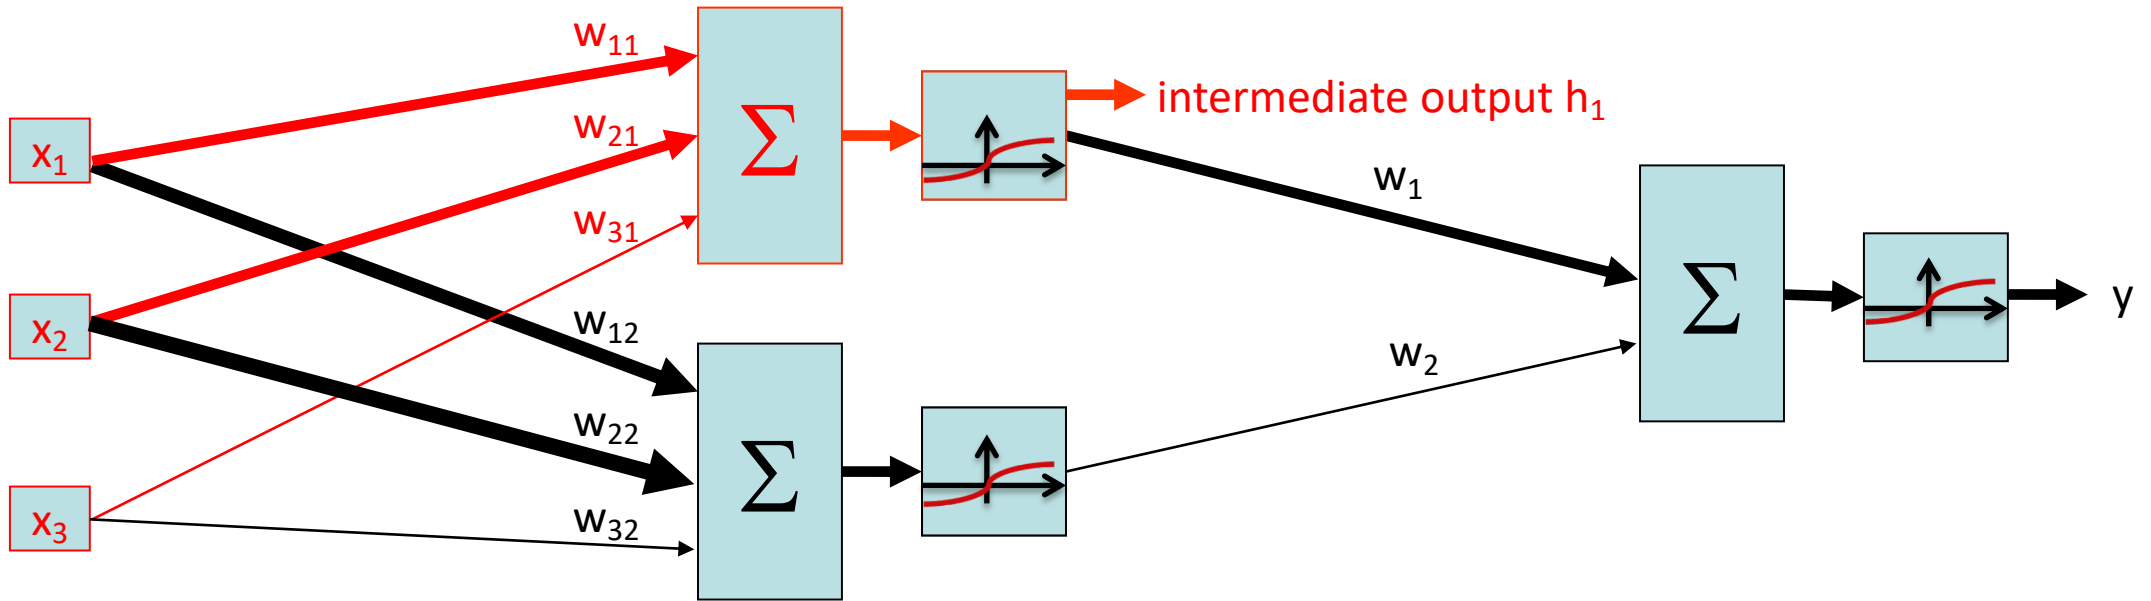 w₁₁
x₁
Σ
intermediate output h₁
w₂₁
w₃₁
w₁
x₂
w₁₂
Σ
y
w₂
w₂₂
Σ
x₃
w₃₂